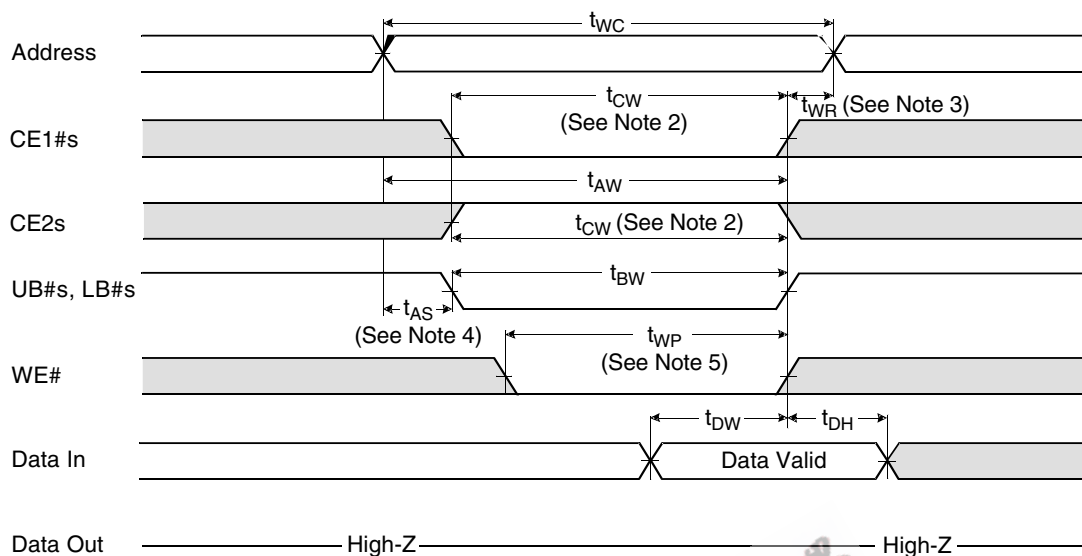 tWC
Address
tCW
(See Note 2)
tWR (See Note 3)
CE1#s
tAW
CE2s
tCW (See Note 2)
UB#s, LB#s
tBW
tAS
(See Note 4)
tWP
(See Note 5)
WE#
tDW
tDH
Data In
Data Valid
Data Out
High-Z
High-Z